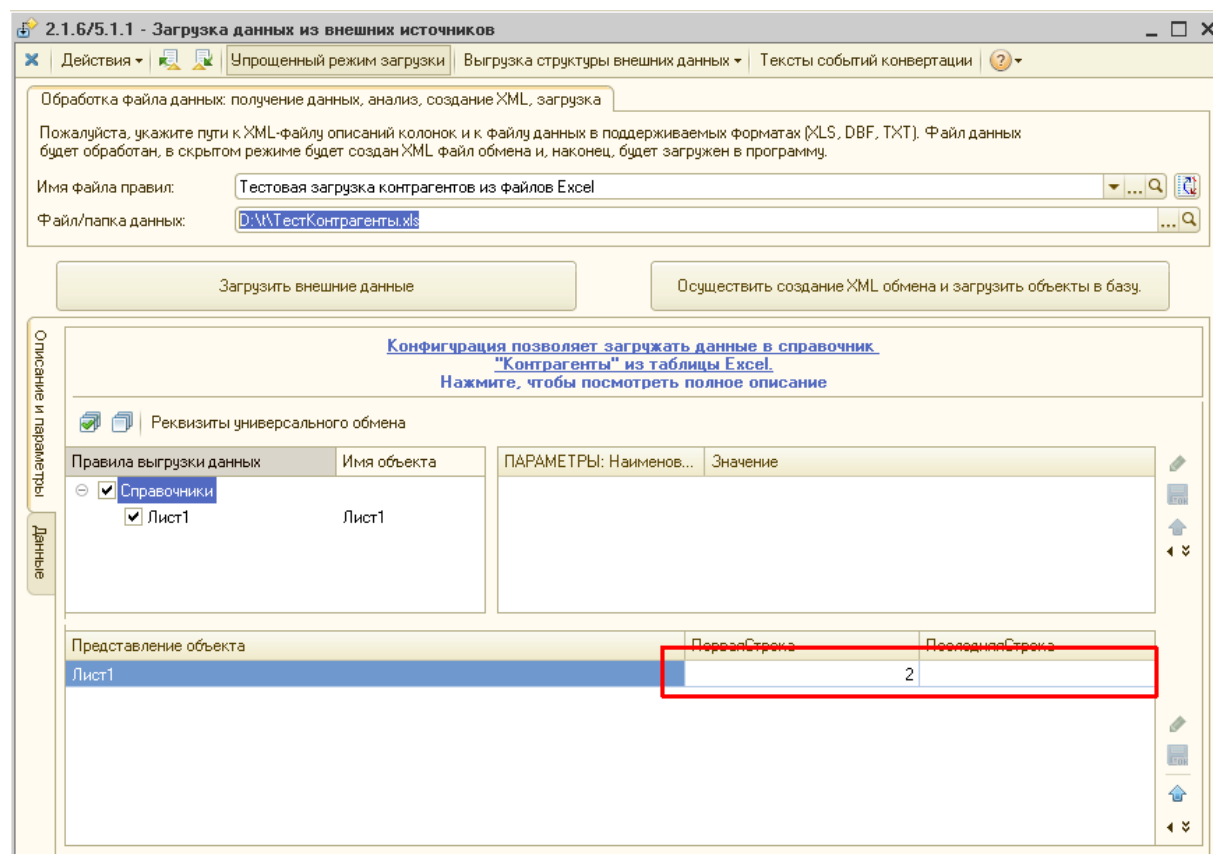 2.1.6/5.1.1 - Загрузка данных из внешних источников
Действия Упрощенный режим загрузки Выгрузка структуры внешних данных Тексты событий конвертации
Обработка файла данных: получение данных, анализ, создание XML, загрузка
Пожалуйста, укажите пути к XML-файлу описаний колонок и к файлу данных в поддерживаемых форматах (XLS, DBF, TXT). Файл данных
будет обработан, в скрытом режиме будет создан XML файл обмена и, наконец, будет загружен в программу.
Имя файла правил: Тестовая загрузка контрагентов из файлов Excel
Файл/папка данных: D:\t\ТестКонтрагенты.xls
Загрузить внешние данные Осуществить создание XML обмена и загрузить объекты в базу.
Описание и параметры
Данные
Конфигурация позволяет загружать данные в справочник
"Контрагенты" из таблицы Excel.
Нажмите, чтобы посмотреть полное описание
Реквизиты универсального обмена
Правила выгрузки данных Имя объекта ПАРАМЕТРЫ: Наименов... Значение
Справочники
Лист1 Лист1
Представление объекта ПерваяСтрока ПоследняяСтрока
Лист1 2